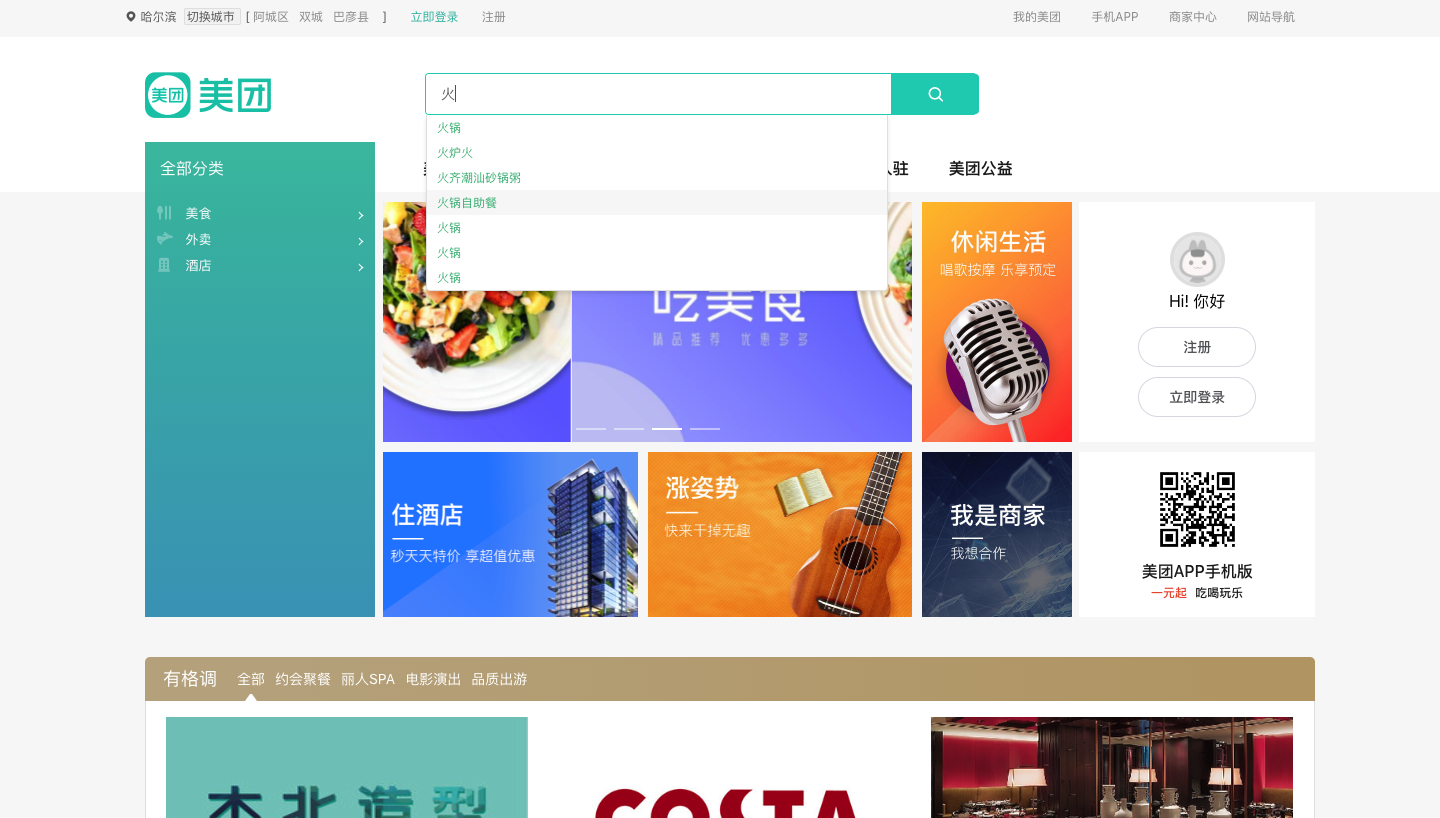 哈尔滨 切换城市 [ 阿城区 双城 巴彦县 ] 立即登录 注册 我的美团 手机APP 商家中心 网站导航
美团 美团
火
火锅
火炉火
火齐潮汕砂锅粥
火锅自助餐
火锅
火锅
火锅
全部分类
驻 美团公益
美食
外卖
酒店
吃美食
精品推荐 优惠多多
休闲生活
唱歌按摩 乐享预定
Hi! 你好
注册
立即登录
住酒店
秒天天特价 享超值优惠
涨姿势
快来干掉无趣
我是商家
我想合作
美团APP手机版
一元起 吃喝玩乐
有格调 全部 约会聚餐 丽人SPA 电影演出 品质出游
木北造型
COSTA